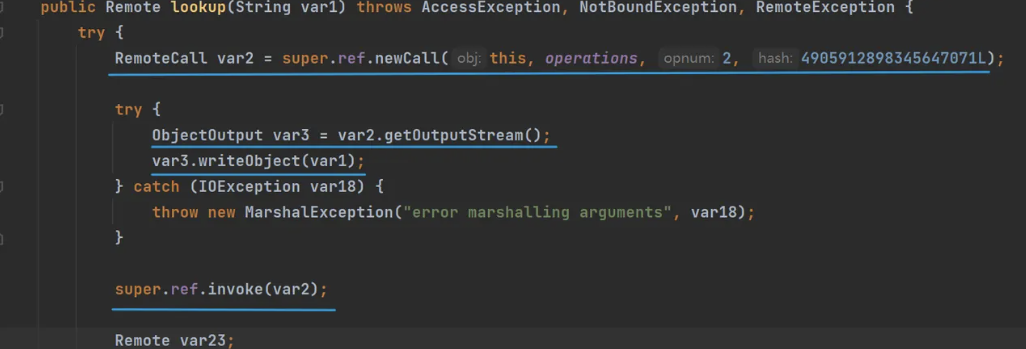 public Remote lookup(String var1) throws AccessException, NotBoundException, RemoteException {
try {
RemoteCall var2 = super.ref.newCall( obj: this, operations, opnum: 2, hash: 4905912898345647071L);
try {
ObjectOutput var3 = var2.getOutputStream();
var3.writeObject(var1);
} catch (IOException var18) {
throw new MarshalException("error marshalling arguments", var18);
}
super.ref.invoke(var2);
Remote var23;